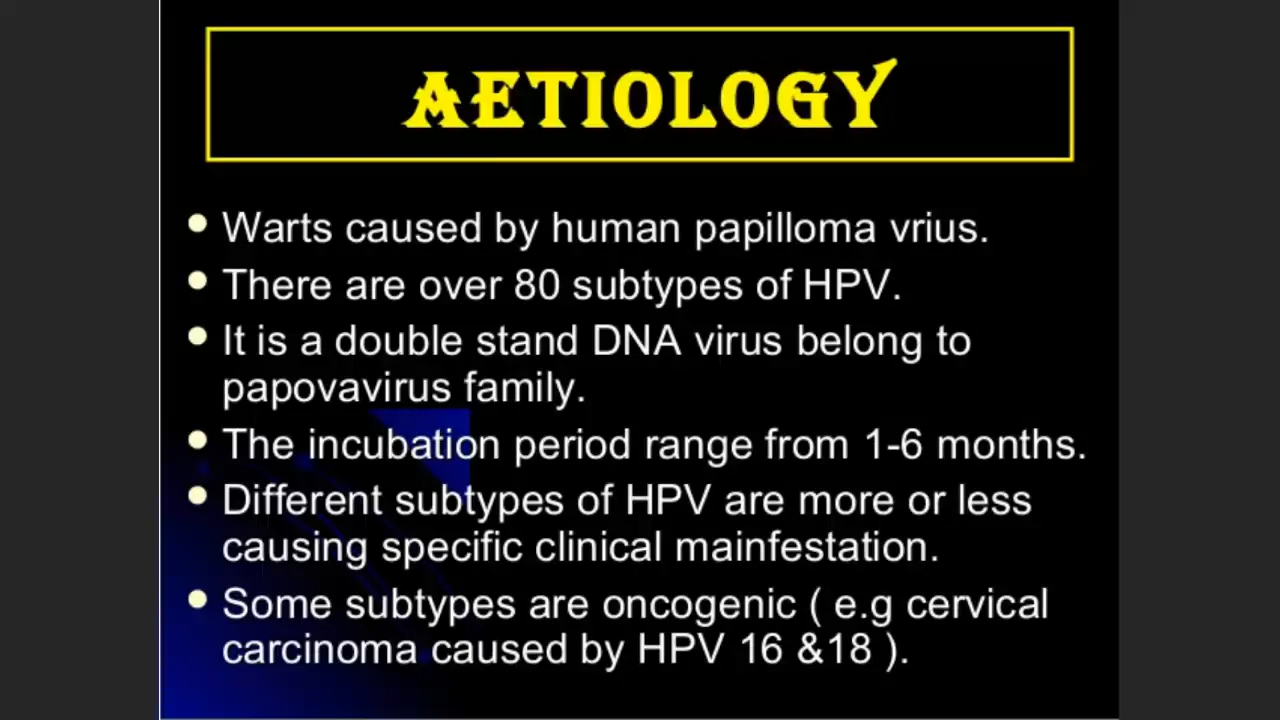 AETIOLOGY
Warts caused by human papilloma vrius.
There are over 80 subtypes of HPV.
It is a double stand DNA virus belong to
papovavirus family.
The incubation period range from 1-6 months.
Different subtypes of HPV are more or less
causing specific clinical mainfestation.
Some subtypes are oncogenic ( e.g cervical
carcinoma caused by HPV 16 &18 ).